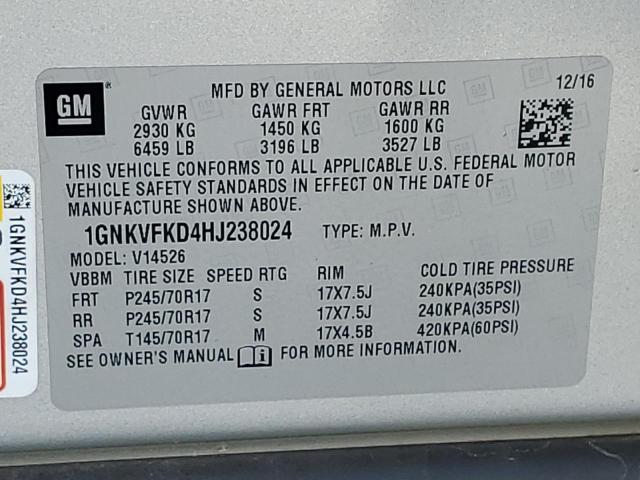 GM
MFD BY GENERAL MOTORS LLC 12/16
GVWR GAWR FRT GAWR RR
2930 KG 1450 KG 1600 KG
6459 LB 3196 LB 3527 LB
THIS VEHICLE CONFORMS TO ALL APPLICABLE U.S. FEDERAL MOTOR
VEHICLE SAFETY STANDARDS IN EFFECT ON THE DATE OF
MANUFACTURE SHOWN ABOVE.
1GNKVFKD4HJ238024 TYPE: M.P.V.
MODEL: V14526
VBBM TIRE SIZE SPEED RTG RIM COLD TIRE PRESSURE
FRT P245/70R17 S 17X7.5J 240KPA(35PSI)
RR P245/70R17 S 17X7.5J 240KPA(35PSI)
SPA T145/70R17 M 17X4.5B 420KPA(60PSI)
SEE OWNER'S MANUAL FOR MORE INFORMATION.
1GNKVFKD4HJ238024